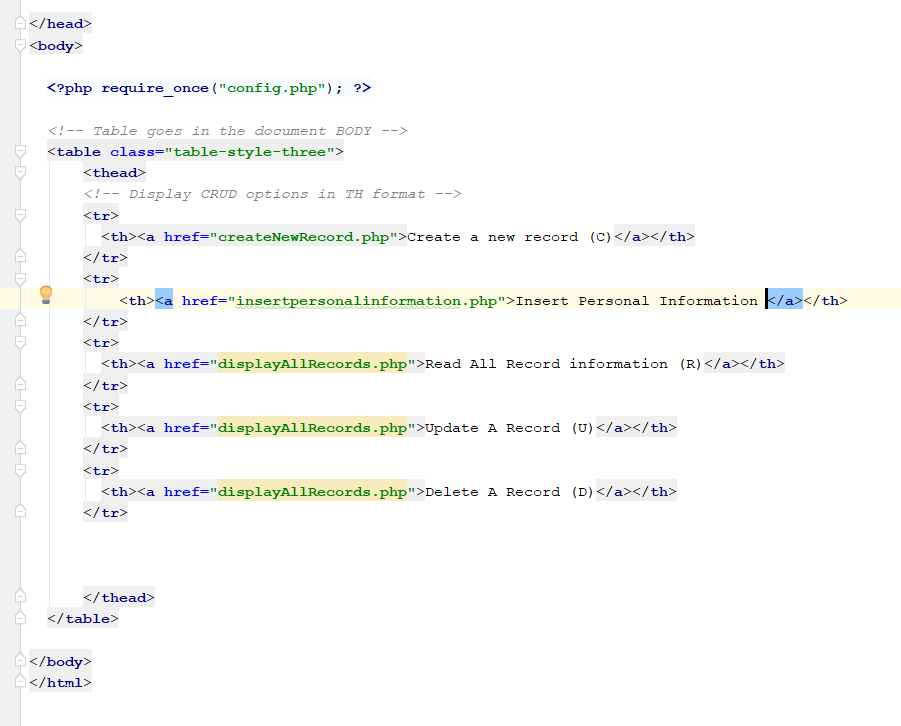 </head>
<body>
<?php require_once("config.php"); ?>
<!-- Table goes in the document BODY -->
<table class="table-style-three">
<thead>
<!-- Display CRUD options in TH format -->
<tr>
<th><a href="createNewRecord.php">Create a new record (C)</a></th>
</tr>
<tr>
<th><a href="insertpersonalinformation.php">Insert Personal Information </a></th>
</tr>
<tr>
<th><a href="displayAllRecords.php">Read All Record information (R)</a></th>
</tr>
<tr>
<th><a href="displayAllRecords.php">Update A Record (U)</a></th>
</tr>
<tr>
<th><a href="displayAllRecords.php">Delete A Record (D)</a></th>
</tr>
</thead>
</table>
</body>
</html>